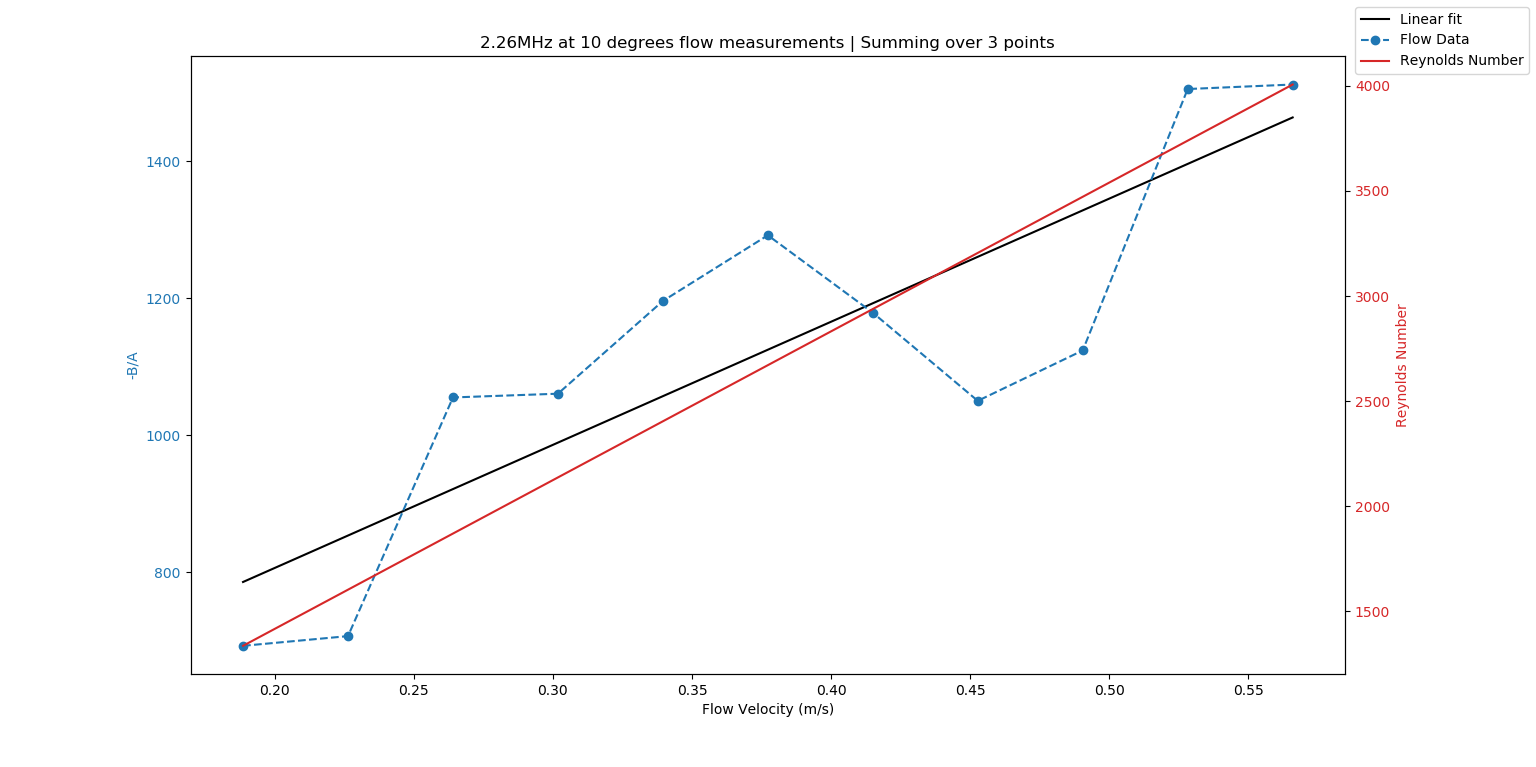 2.26MHz at 10 degrees flow measurements | Summing over 3 points
Linear fit
Flow Data
Reynolds Number
1400
1200
1000
800
-B/A
4000
3500
3000
2500
2000
1500
Reynolds Number
0.20 0.25 0.30 0.35 0.40 0.45 0.50 0.55
Flow Velocity (m/s)